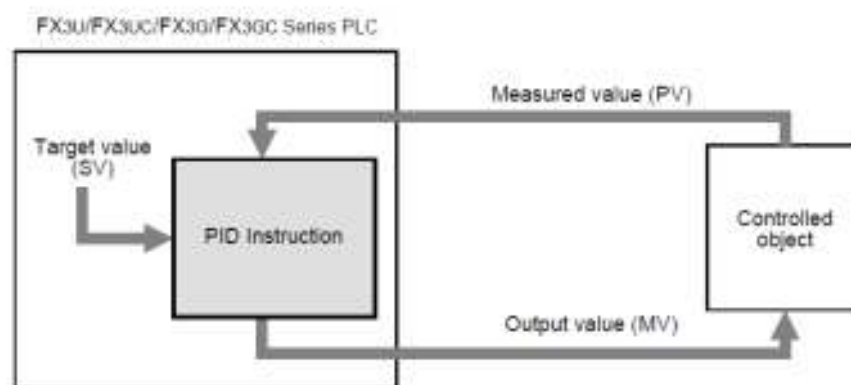 FX3U/FX3UC/FX3G/FX3GC Series PLC
Measured value (PV)
Target value
(SV)
PID Instruction
Controlled
object
Output value (MV)